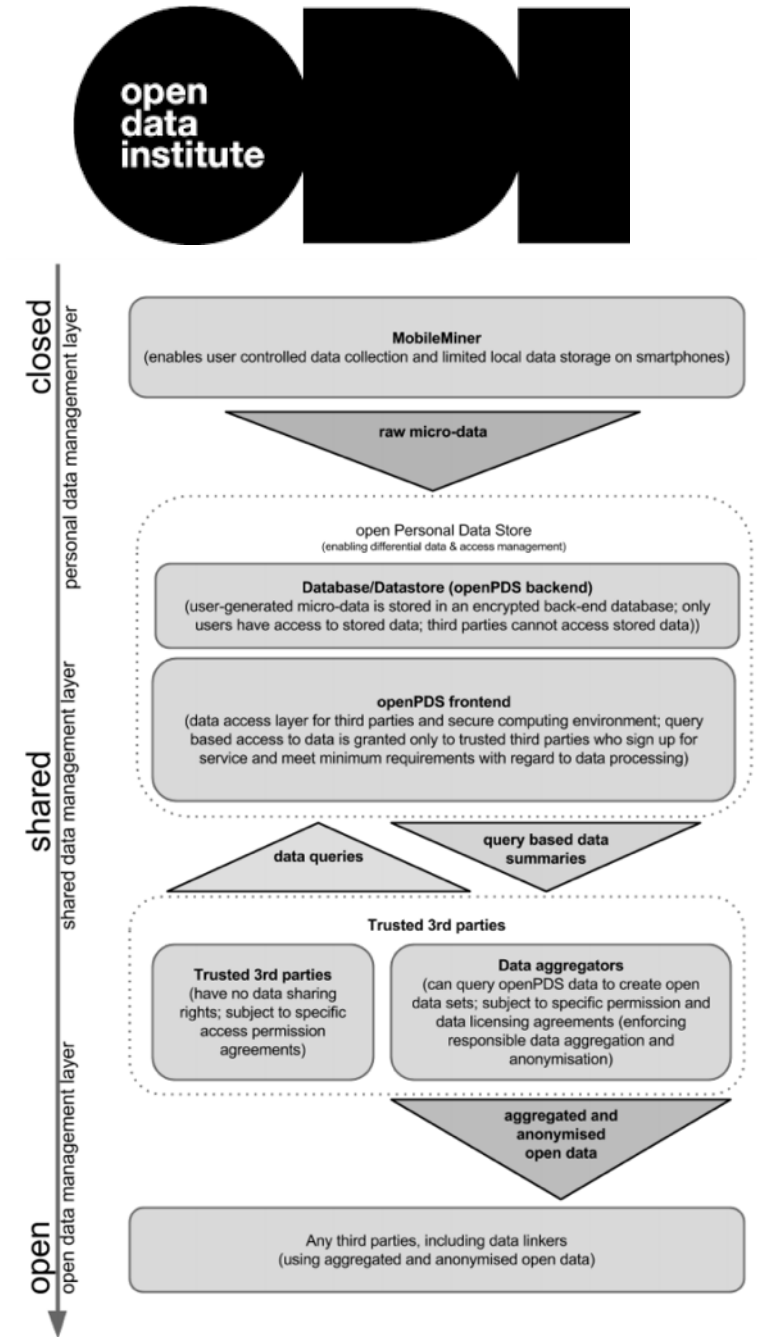 open
data
institute
closed
personal data management layer
MobileMiner
(enables user controlled data collection and limited local data storage on smartphones)
raw micro-data
open Personal Data Store
(enabling differential data & access management)
Database/Datastore (openPDS backend)
(user-generated micro-data is stored in an encrypted back-end database; only
users have access to stored data; third parties cannot access stored data))
shared
shared data management layer
openPDS frontend
(data access layer for third parties and secure computing environment; query
based access to data is granted only to trusted third parties who sign up for
service and meet minimum requirements with regard to data processing)
data queries
query based data
summaries
Trusted 3rd parties
Trusted 3rd parties
(have no data sharing
rights; subject to specific
access permission
agreements)
Data aggregators
(can query openPDS data to create open
data sets; subject to specific permission and
data licensing agreements (enforcing
responsible data aggregation and
anonymisation)
open
open data management layer
aggregated and
anonymised
open data
Any third parties, including data linkers
(using aggregated and anonymised open data)